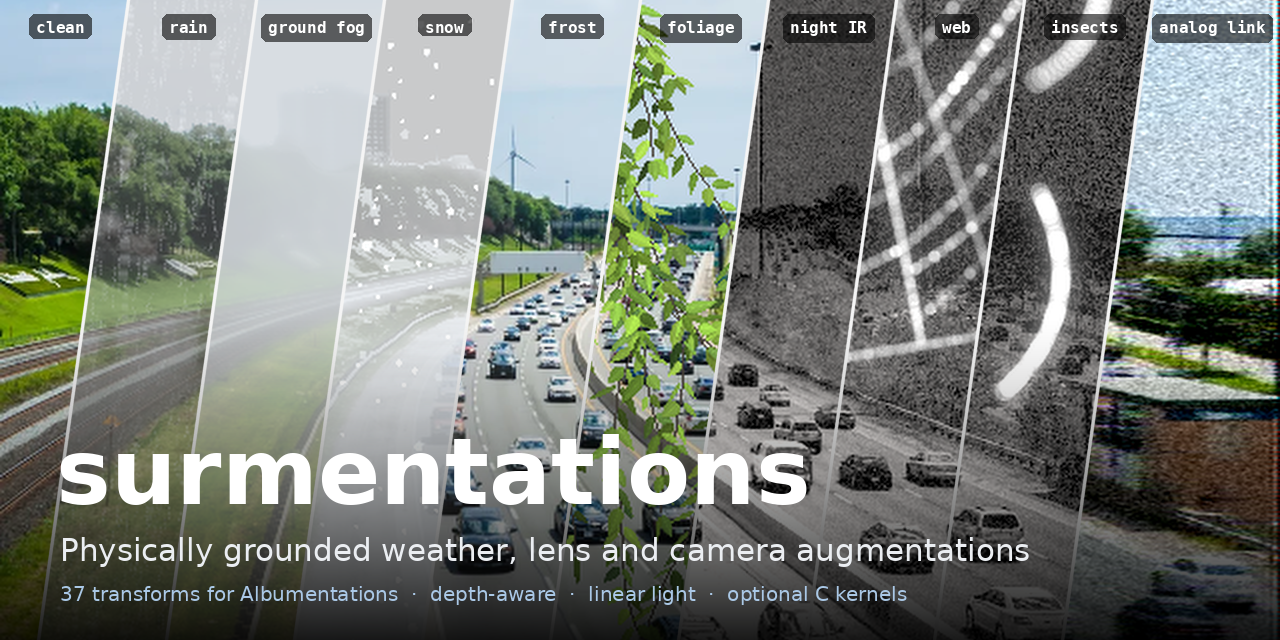 clean
rain
ground fog
snow
frost
foliage
night IR
web
insects
analog link
surmentations
Physically grounded weather, lens and camera augmentations
37 transforms for Albumentations · depth-aware · linear light · optional C kernels